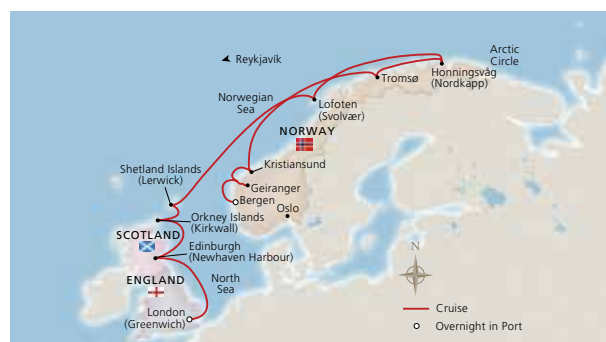 Reykjavík
Arctic
Circle
Honningsvåg
(Nordkapp)
Tromsø
Norwegian
Sea
Lofoten
(Svolvær)
NORWAY
Kristiansund
Shetland Islands
(Lerwick)
Geiranger
Bergen
Oslo
Orkney Islands
(Kirkwall)
SCOTLAND
Edinburgh
(Newhaven Harbour)
N
ENGLAND
North
Sea
London
(Greenwich)
Cruise
Overnight in Port